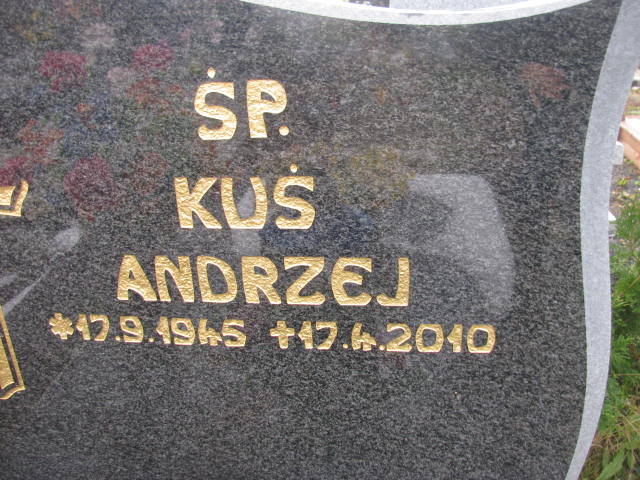 ŚP.
KUŚ
ANDRZEJ
*17.9.1945 +17.4.2010